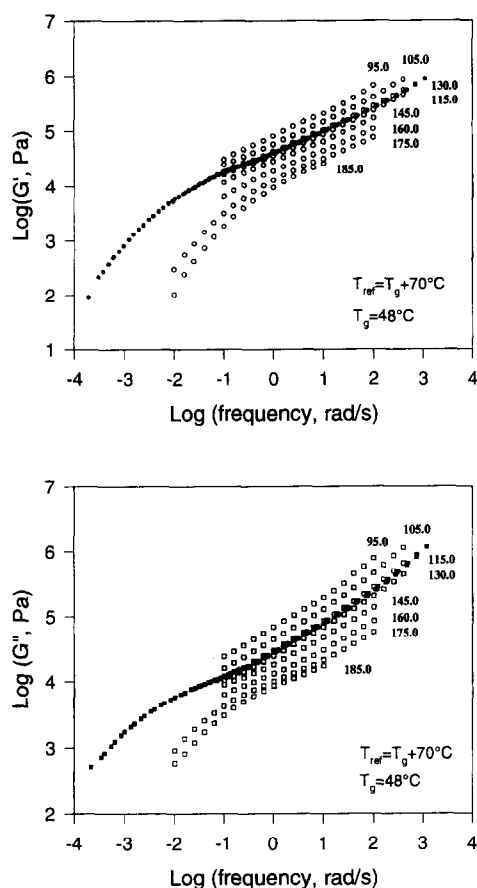 7
6
5
4
3
2
1
Log(G', Pa)
95.0
105.0
130.0
115.0
145.0
160.0
175.0
185.0
T_ref=T_g+70°C
T_g=48°C
-4 -3 -2 -1 0 1 2 3 4
Log (frequency, rad/s)
7
6
5
4
3
2
Log (G", Pa)
95.0
105.0
115.0
130.0
145.0
160.0
175.0
185.0
T_ref=T_g+70°C
T_g=48°C
-4 -3 -2 -1 0 1 2 3 4
Log (frequency, rad/s)